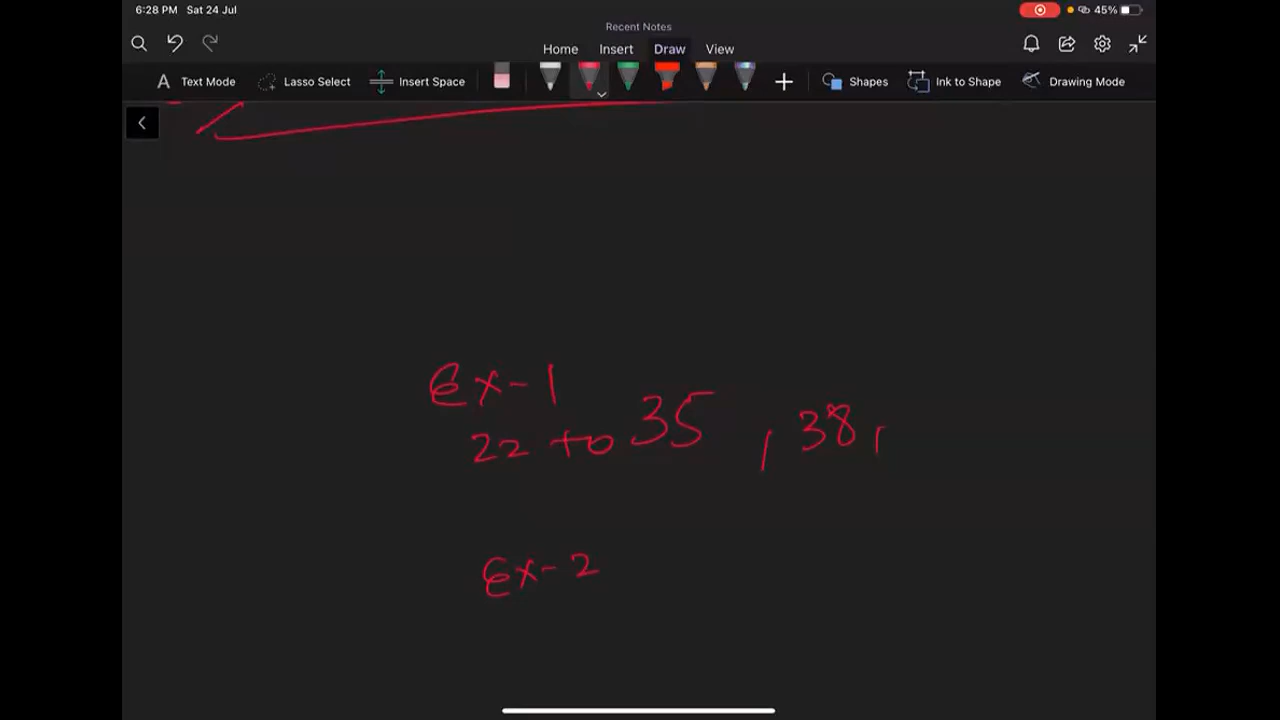 6:28 PM Sat 24 Jul
45%
Recent Notes
Home Insert Draw View
Text Mode Lasso Select Insert Space Shapes Ink to Shape Drawing Mode
Ex-1
22 to 35 , 38,
Ex-2